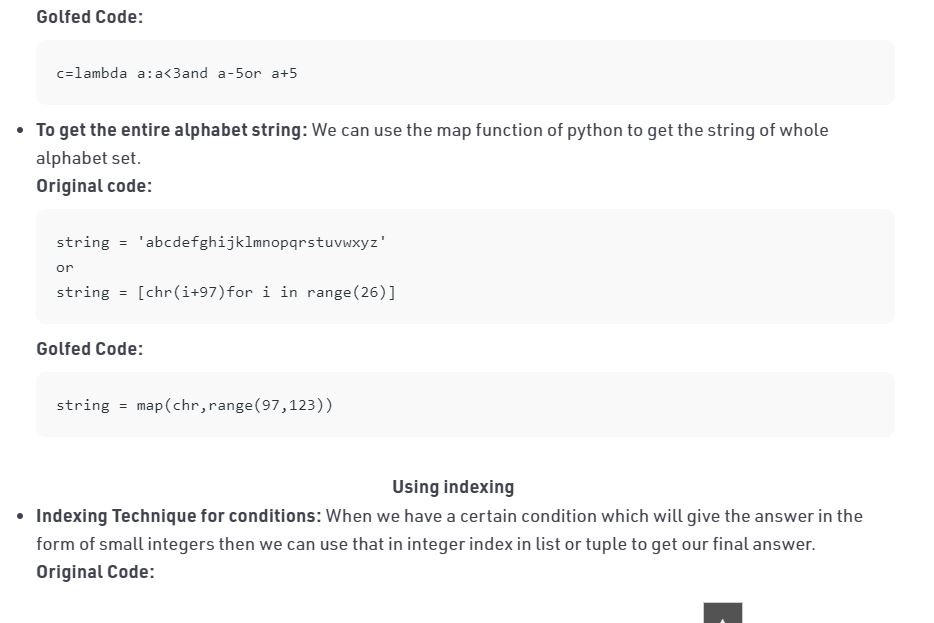 Golfed Code:
c=lambda a:a<3and a-5or a+5
To get the entire alphabet string: We can use the map function of python to get the string of whole
alphabet set.
Original code:
string = 'abcdefghijklmnopqrstuvwxyz'
or
string = [chr(i+97)for i in range(26)]
Golfed Code:
string = map(chr,range(97,123))
Using indexing
Indexing Technique for conditions: When we have a certain condition which will give the answer in the
form of small integers then we can use that in integer index in list or tuple to get our final answer.
Original Code: